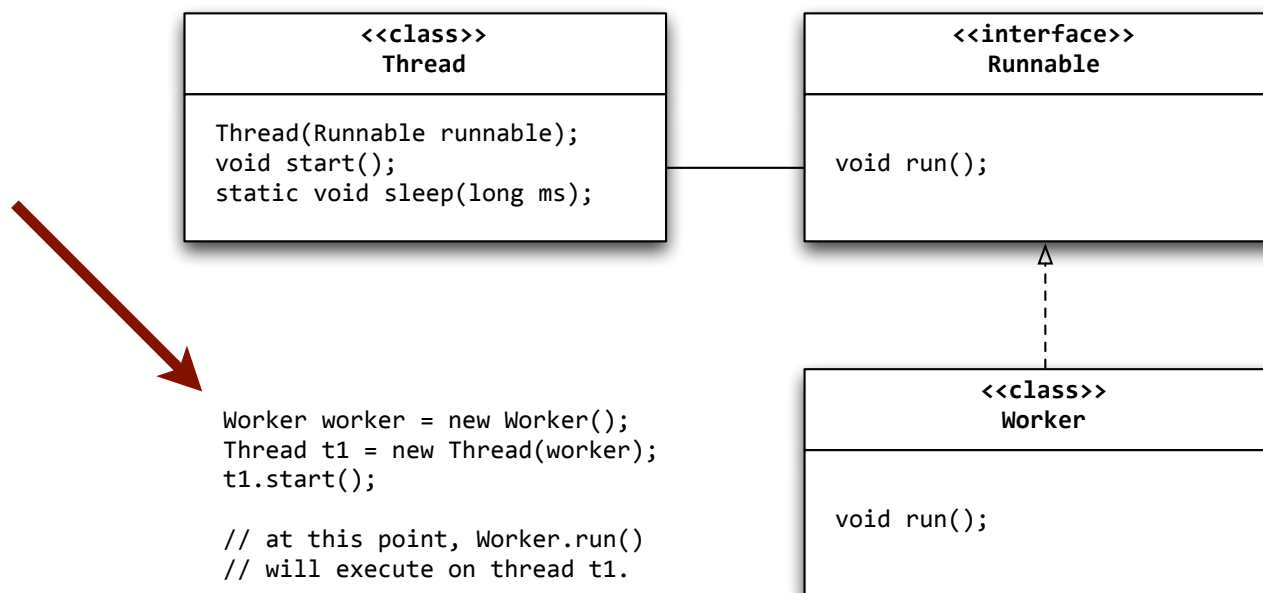 <<class>>
Thread
Thread(Runnable runnable);
void start();
static void sleep(long ms);
<<interface>>
Runnable
void run();
<<class>>
Worker
void run();
Worker worker = new Worker();
Thread t1 = new Thread(worker);
t1.start();
// at this point, Worker.run()
// will execute on thread t1.